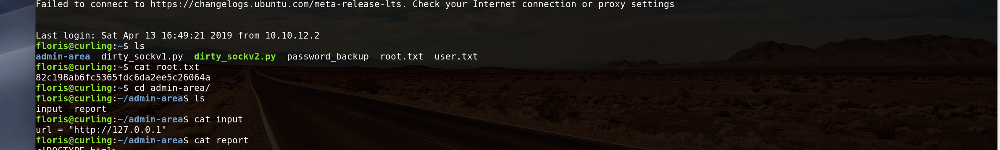 Failed to connect to https://changelogs.ubuntu.com/meta-release-lts. Check your Internet connection or proxy settings
Last login: Sat Apr 13 16:49:21 2019 from 10.10.12.2
floris@curling:~$ ls
admin-area  dirty_sockv1.py  dirty_sockv2.py  password_backup  root.txt  user.txt
floris@curling:~$ cat root.txt
82c198ab6fc5365fdc6da2ee5c26064a
floris@curling:~$ cd admin-area/
floris@curling:~/admin-area$ ls
input  report
floris@curling:~/admin-area$ cat input
url = "http://127.0.0.1"
floris@curling:~/admin-area$ cat report
<!DOCTYPE html>